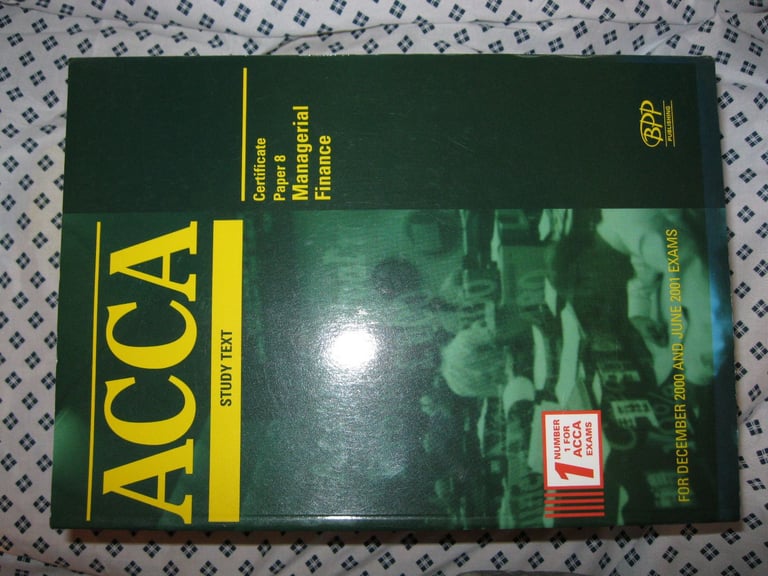 ACCA
STUDY TEXT
Certificate
Paper 8
Managerial
Finance
1 NUMBER
1 FOR
ACCA
EXAMS
FOR DECEMBER 2000 AND JUNE 2001 EXAMS
BPP
PUBLISHING